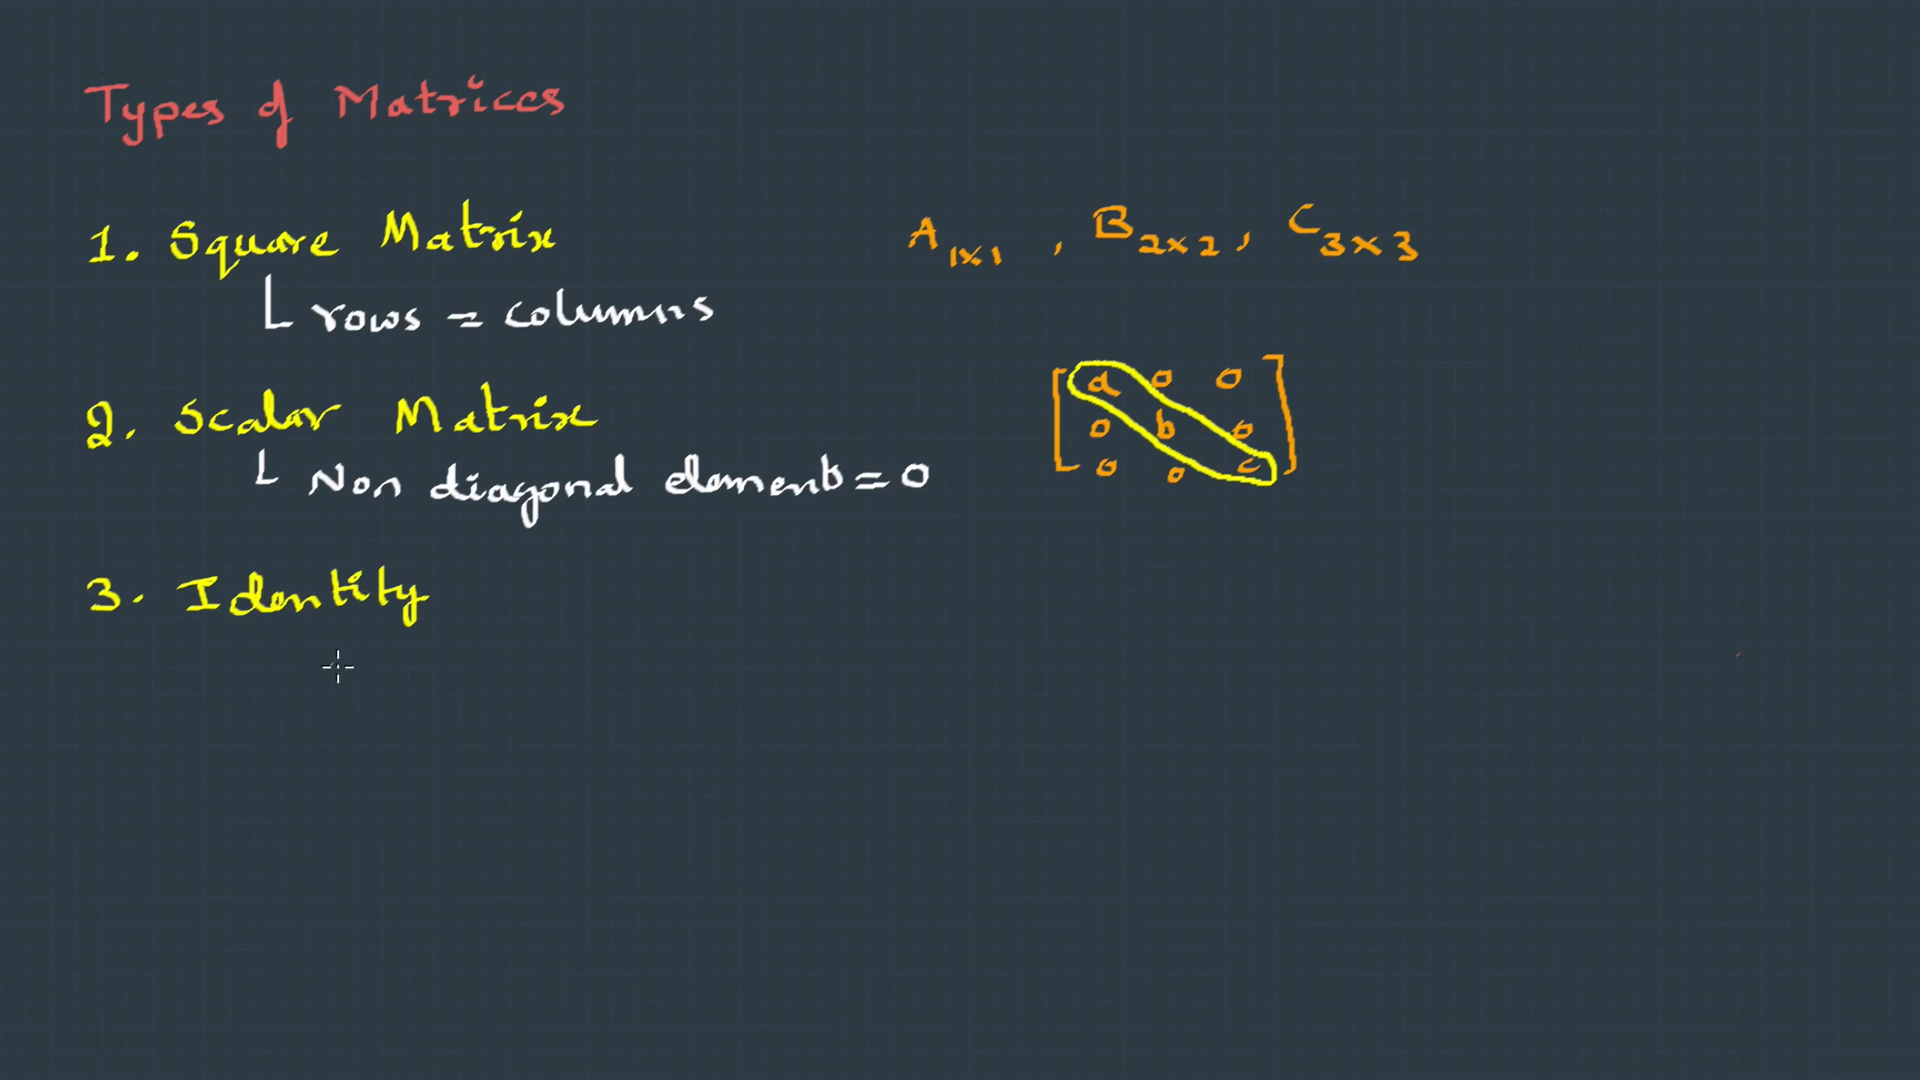 Types of Matrices
1. Square Matrix
A1x1 , B2x2, C3x3
rows = columns
2. Scalar Matrix
Non diagonal elements = 0
a 0 0
0 b 0
0 0 c
3. Identity